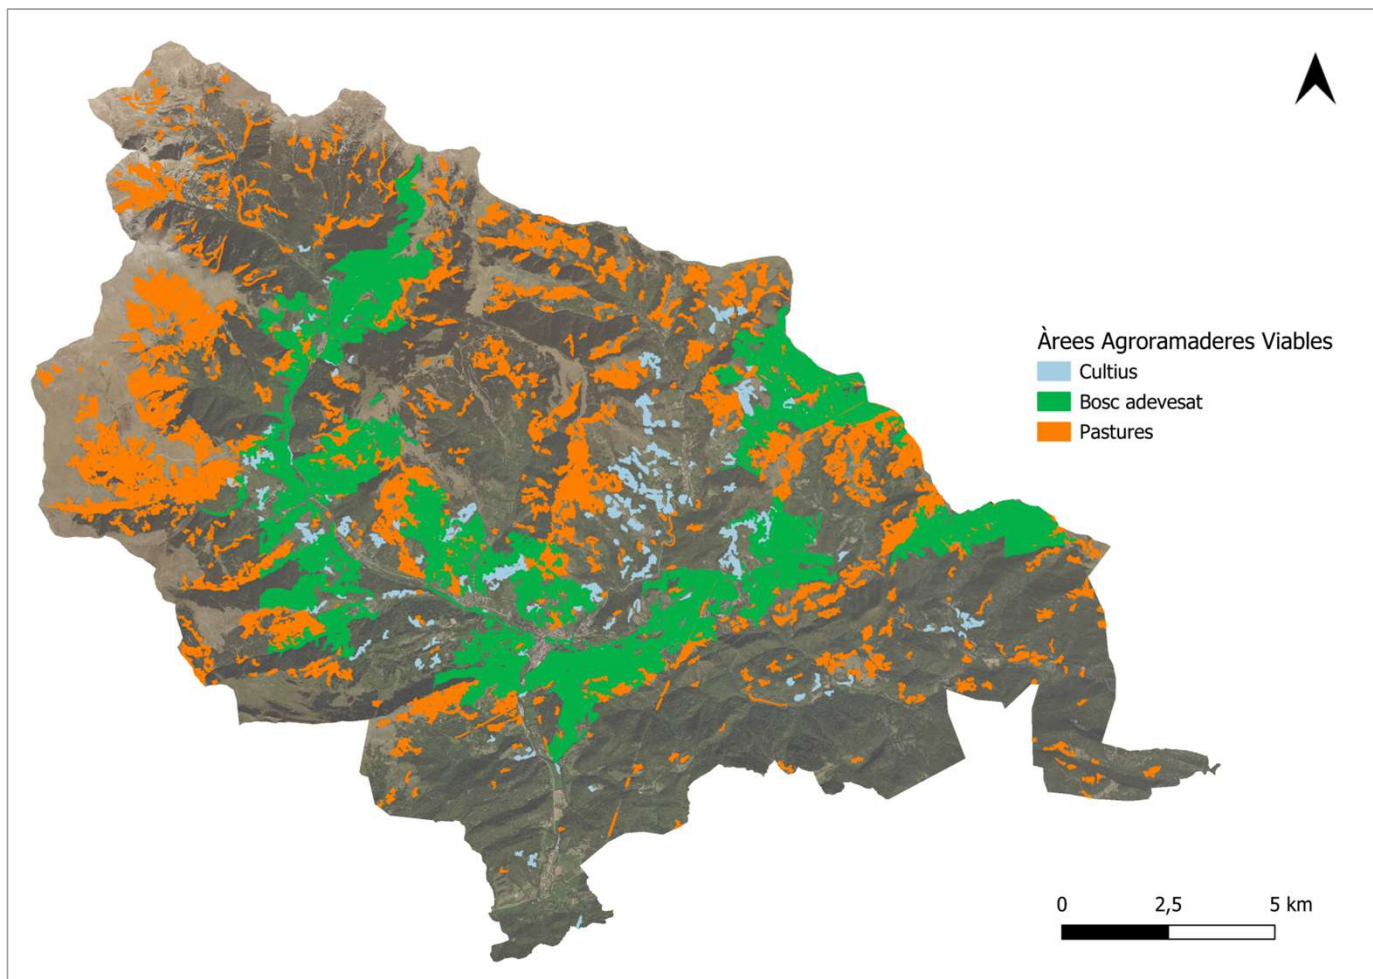 Àrees Agroramaderes Viables
Cultius
Bosc adevesat
Pastures
0 2,5 5 km